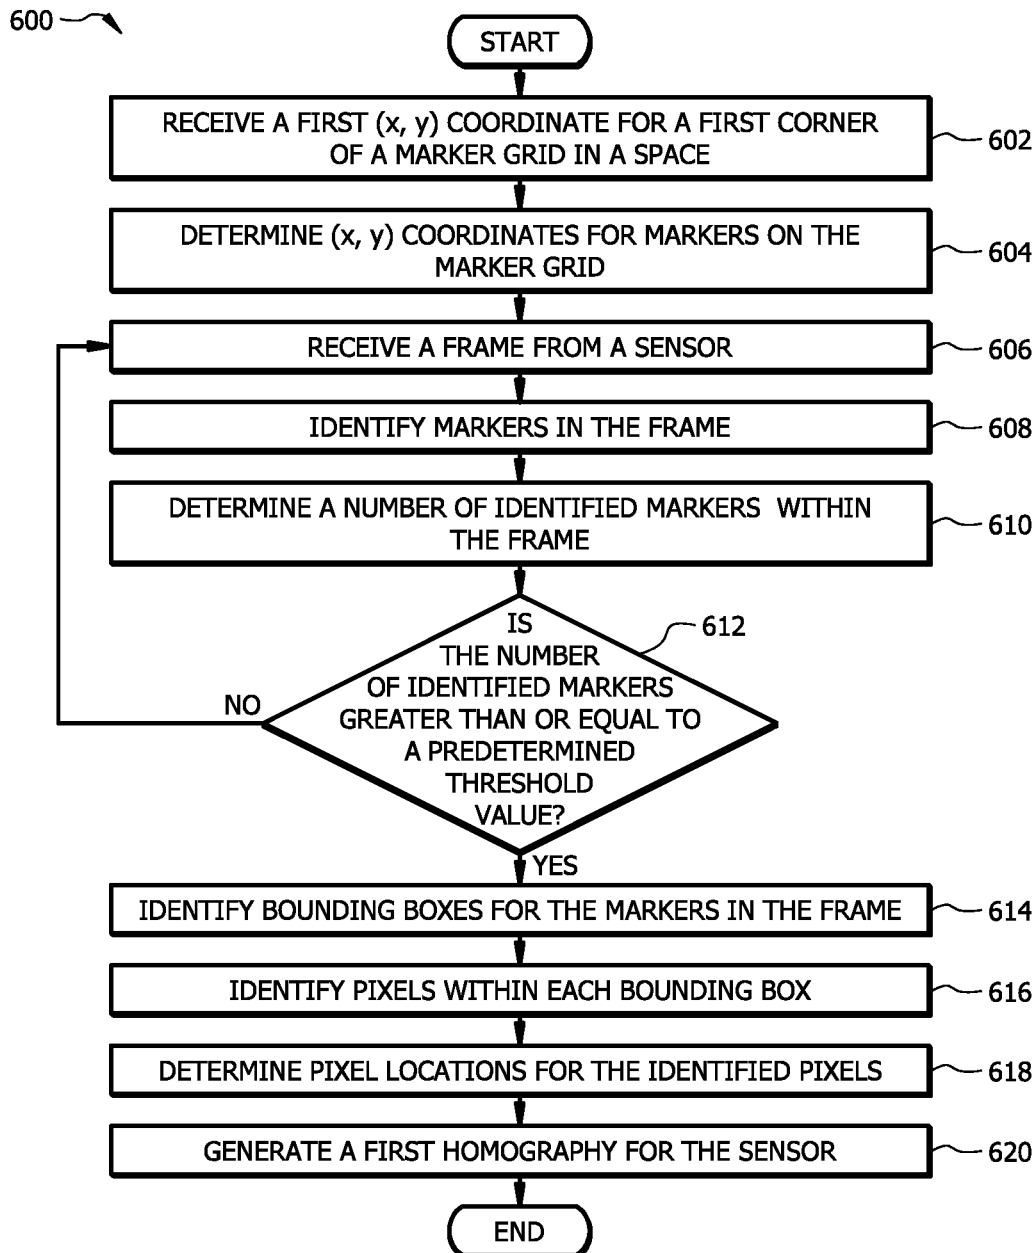 600
START
RECEIVE A FIRST (x, y) COORDINATE FOR A FIRST CORNER
OF A MARKER GRID IN A SPACE
602
DETERMINE (x, y) COORDINATES FOR MARKERS ON THE
MARKER GRID
604
RECEIVE A FRAME FROM A SENSOR
606
IDENTIFY MARKERS IN THE FRAME
608
DETERMINE A NUMBER OF IDENTIFIED MARKERS WITHIN
THE FRAME
610
IS
THE NUMBER
OF IDENTIFIED MARKERS
GREATER THAN OR EQUAL TO
A PREDETERMINED
THRESHOLD
VALUE?
612
NO
YES
IDENTIFY BOUNDING BOXES FOR THE MARKERS IN THE FRAME
614
IDENTIFY PIXELS WITHIN EACH BOUNDING BOX
616
DETERMINE PIXEL LOCATIONS FOR THE IDENTIFIED PIXELS
618
GENERATE A FIRST HOMOGRAPHY FOR THE SENSOR
620
END